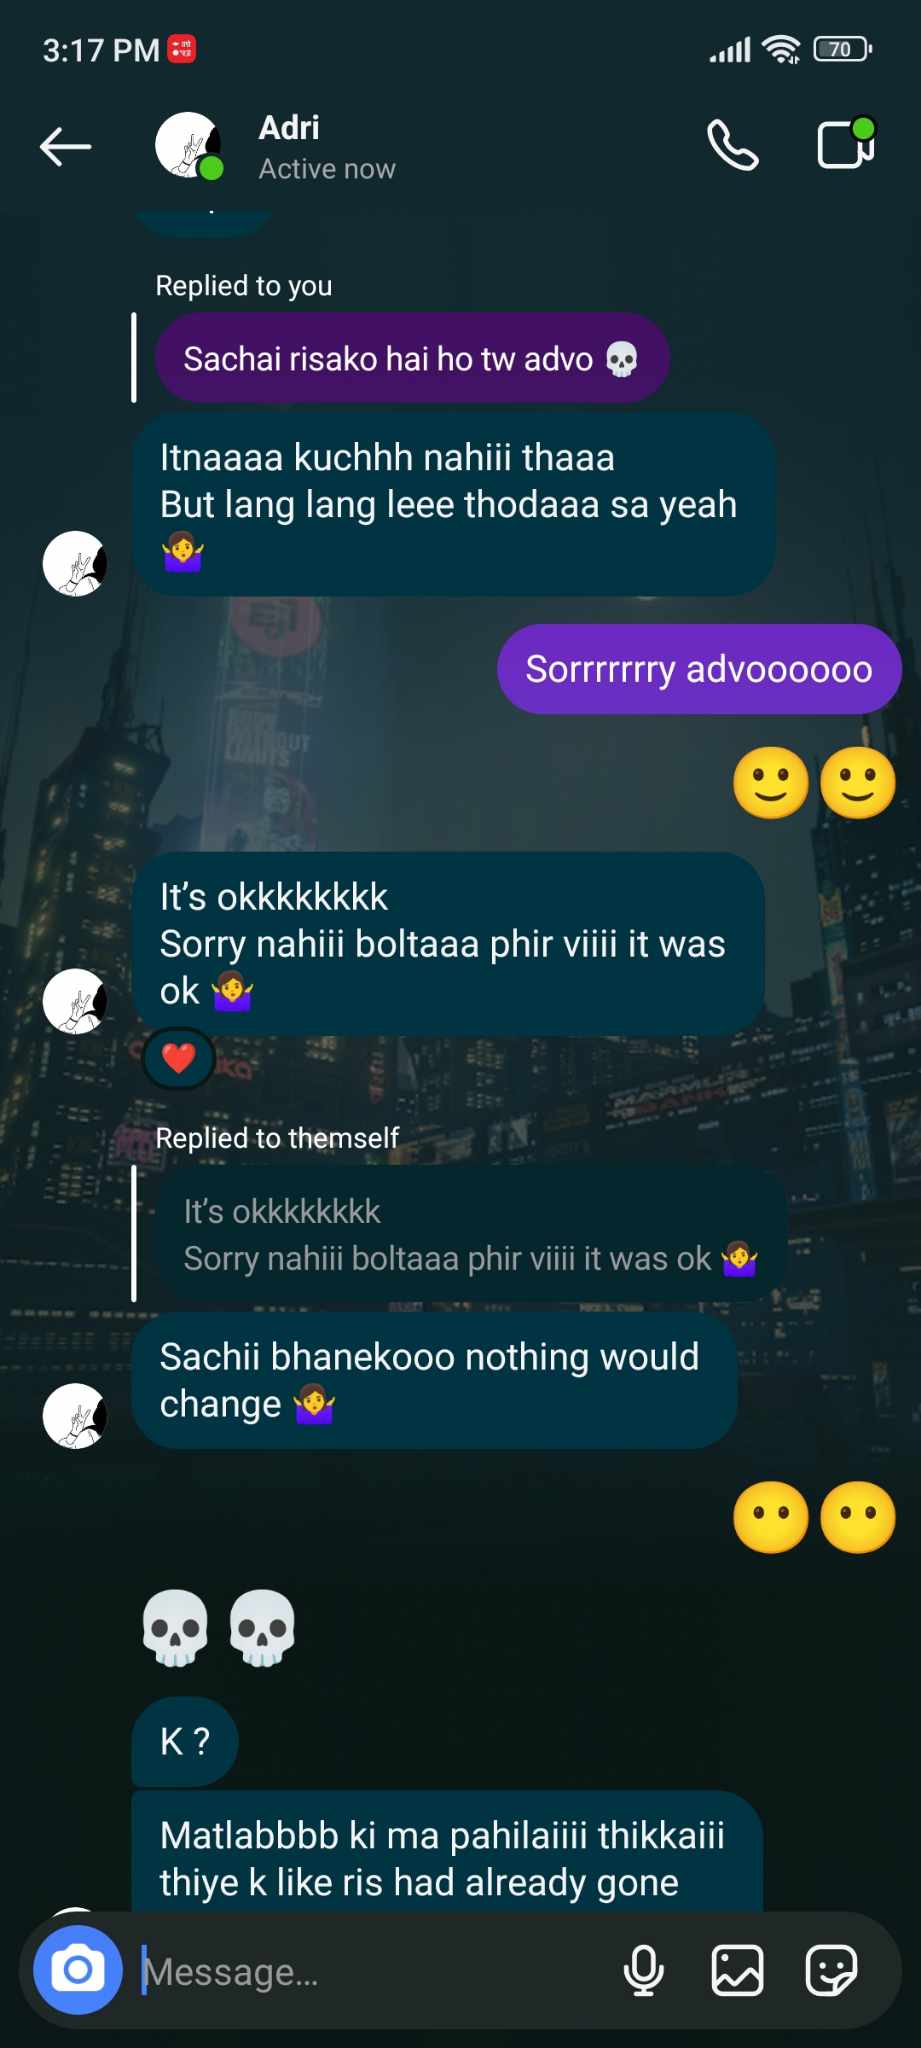 3:17 PM
70
Adri
Active now
Replied to you
Sachai risako hai ho tw advo 💀
Itnaaaa kuchhh nahiii thaaa
But lang lang leee thodaaa sa yeah
🤷‍♀️
Sorrrrrrry advoooooo
🙂🙂
It’s okkkkkkkk
Sorry nahiii boltaaa phir viiii it was
ok 🤷‍♀️
❤️
Replied to themself
It’s okkkkkkkk
Sorry nahiii boltaaa phir viiii it was ok 🤷‍♀️
Sachii bhanekooo nothing would
change 🤷‍♀️
😶😶
💀💀
K ?
Matlabbbb ki ma pahilaiiii thikkaiii
thiye k like ris had already gone
Message...